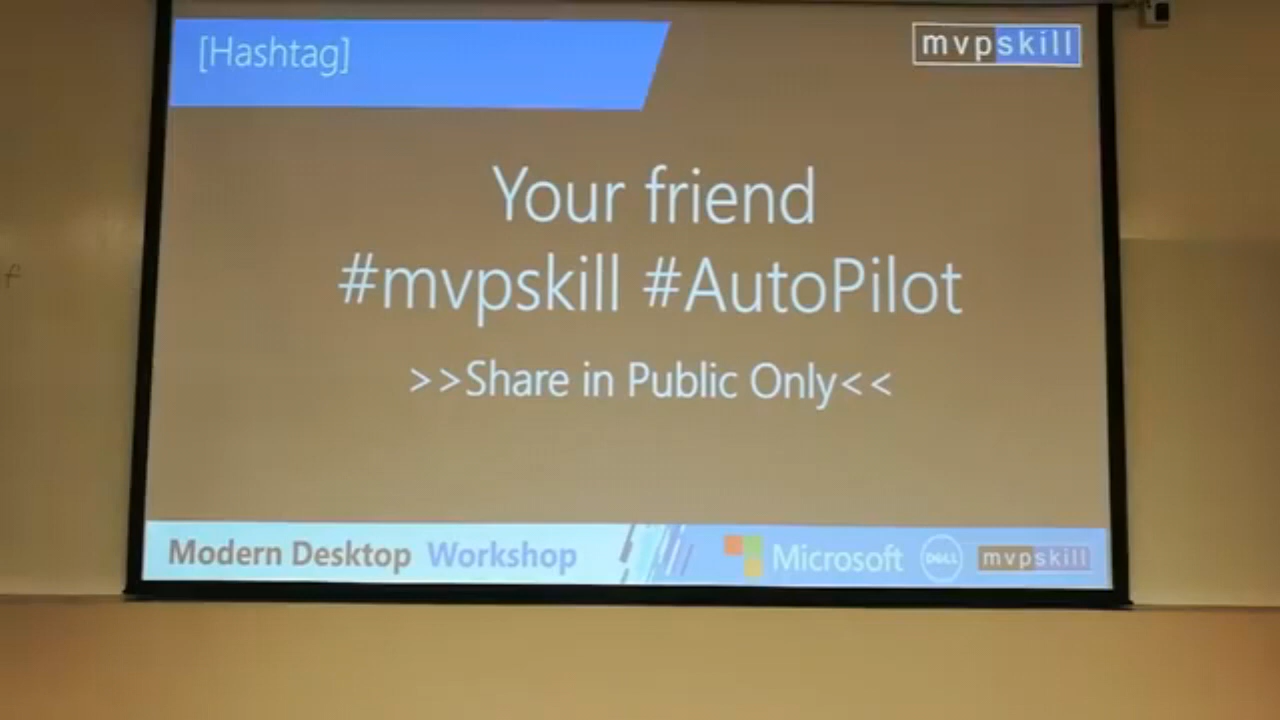 [Hashtag]
mvpskill
Your friend
#mvpskill #AutoPilot
>>Share in Public Only<<
Modern Desktop Workshop
Microsoft DELL mvpskill